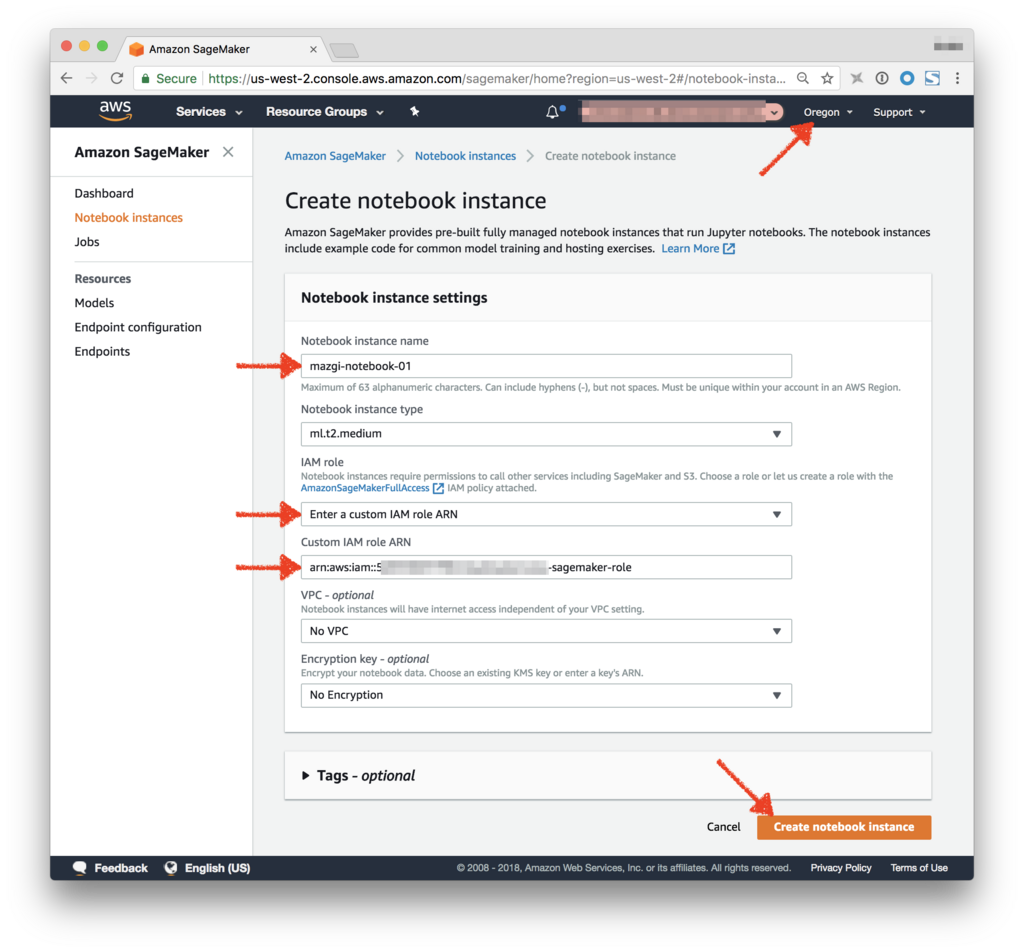 Amazon SageMaker
Secure https://us-west-2.console.aws.amazon.com/sagemaker/home?region=us-west-2#/notebook-insta...
aws Services Resource Groups Oregon Support
Amazon SageMaker
Amazon SageMaker Notebook instances Create notebook instance
Dashboard
Notebook instances
Jobs
Resources
Models
Endpoint configuration
Endpoints
Create notebook instance
Amazon SageMaker provides pre-built fully managed notebook instances that run Jupyter notebooks. The notebook instances
include example code for common model training and hosting exercises. Learn More
Notebook instance settings
Notebook instance name
mazgi-notebook-01
Maximum of 63 alphanumeric characters. Can include hyphens (-), but not spaces. Must be unique within your account in an AWS Region.
Notebook instance type
ml.t2.medium
IAM role
Notebook instances require permissions to call other services including SageMaker and S3. Choose a role or let us create a role with the
AmazonSageMakerFullAccess IAM policy attached.
Enter a custom IAM role ARN
Custom IAM role ARN
arn:aws:iam::5 -sagemaker-role
VPC - optional
Notebook instances will have internet access independent of your VPC setting.
No VPC
Encryption key - optional
Encrypt your notebook data. Choose an existing KMS key or enter a key's ARN.
No Encryption
Tags - optional
Cancel Create notebook instance
Feedback English (US) © 2008 - 2018, Amazon Web Services, Inc. or its affiliates. All rights reserved. Privacy Policy Terms of Use